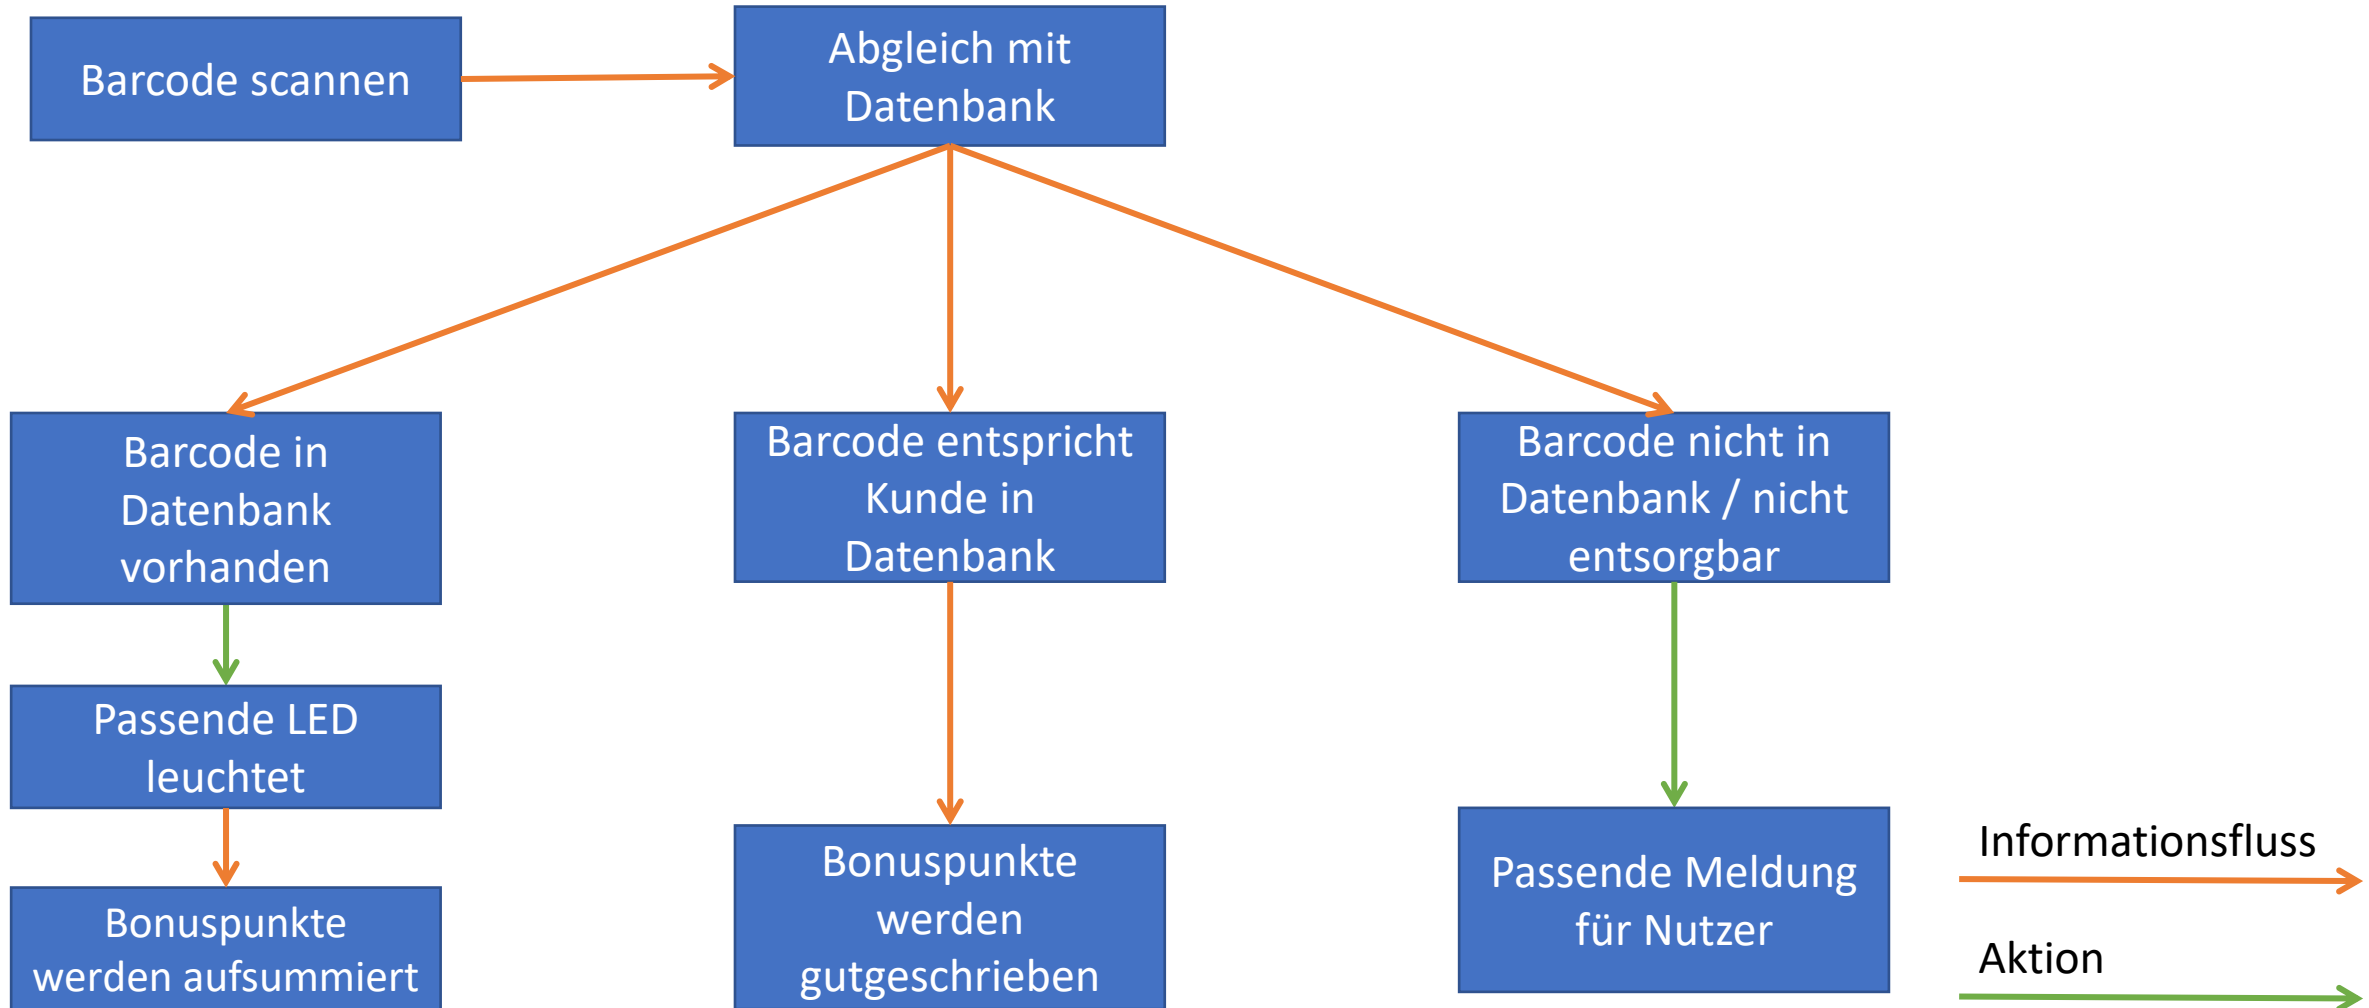 Barcode scannen
Abgleich mit
Datenbank
Barcode in
Datenbank
vorhanden
Barcode entspricht
Kunde in
Datenbank
Barcode nicht in
Datenbank / nicht
entsorgbar
Passende LED
leuchtet
Bonuspunkte
werden aufsummiert
Bonuspunkte
werden
gutgeschrieben
Passende Meldung
für Nutzer
Informationsfluss
Aktion